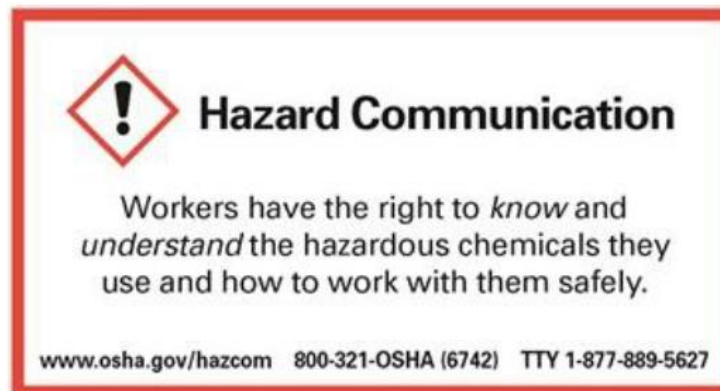 Hazard Communication
Workers have the right to know and
understand the hazardous chemicals they
use and how to work with them safely.
www.osha.gov/hazcom 800-321-OSHA (6742) TTY 1-877-889-5627